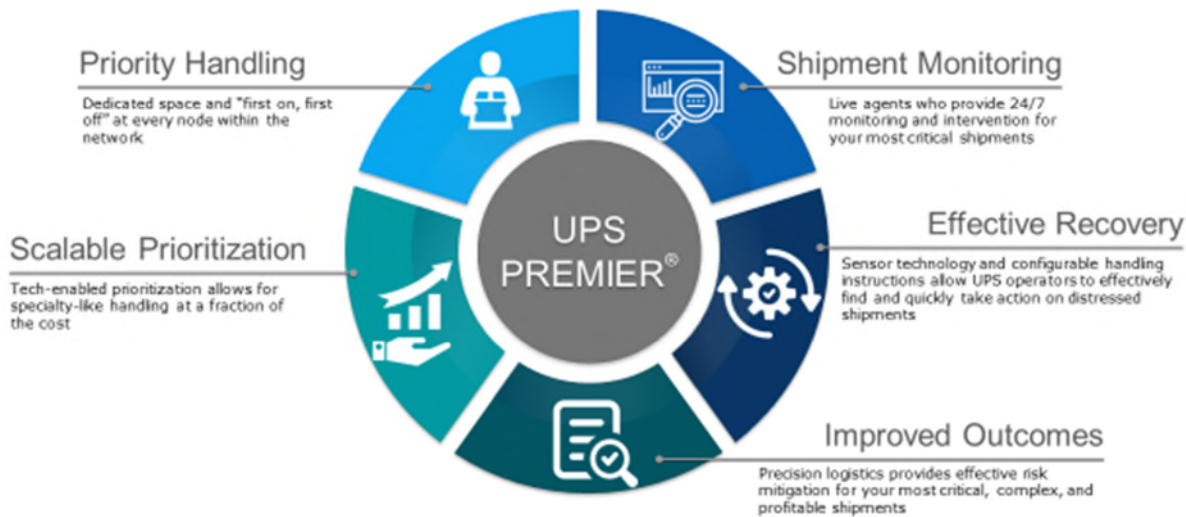 Priority Handling
Dedicated space and "first on, first
off" at every node within the
network
Shipment Monitoring
Live agents who provide 24/7
monitoring and intervention for
your most critical shipments
UPS
PREMIER®
Scalable Prioritization
Tech-enabled prioritization allows for
specialty-like handling at a fraction of
the cost
Effective Recovery
Sensor technology and configurable handling
instructions allow UPS operators to effectively
find and quickly take action on distressed
shipments
Improved Outcomes
Precision logistics provides effective risk
mitigation for your most critical, complex, and
profitable shipments